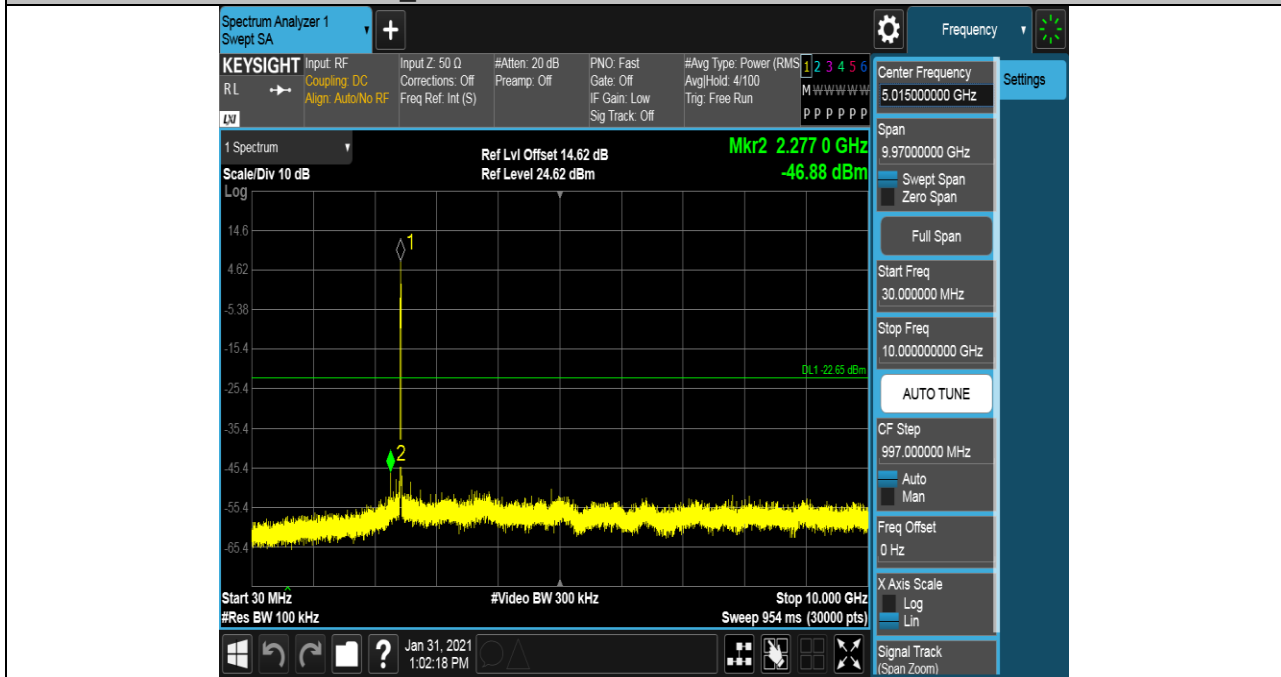 Spectrum Analyzer 1
Swept SA
+
Frequency
KEYSIGHT
RL
LXI
Input: RF
Coupling: DC
Align: Auto/No RF
Input Z: 50 Ω
Corrections: Off
Freq Ref: Int (S)
#Atten: 20 dB
Preamp: Off
PNO: Fast
Gate: Off
IF Gain: Low
Sig Track: Off
#Avg Type: Power (RMS
Avg|Hold: 4/100
Trig: Free Run
1 2 3 4 5 6
M W W W W W
P P P P P P
1 Spectrum
Scale/Div 10 dB
Ref Lvl Offset 14.62 dB
Ref Level 24.62 dBm
Mkr2 2.277 0 GHz
-46.88 dBm
Log
14.6
4.62
-5.38
-15.4
-25.4
-35.4
-45.4
-55.4
-65.4
1
2
DL1 -22.65 dBm
Start 30 MHz
#Res BW 100 kHz
#Video BW 300 kHz
Stop 10.000 GHz
Sweep 954 ms (30000 pts)
?
Jan 31, 2021
1:02:18 PM
Center Frequency
5.015000000 GHz
Span
9.97000000 GHz
Swept Span
Zero Span
Full Span
Start Freq
30.000000 MHz
Stop Freq
10.000000000 GHz
AUTO TUNE
CF Step
997.000000 MHz
Auto
Man
Freq Offset
0 Hz
X Axis Scale
Log
Lin
Signal Track
(Span Zoom)
Settings